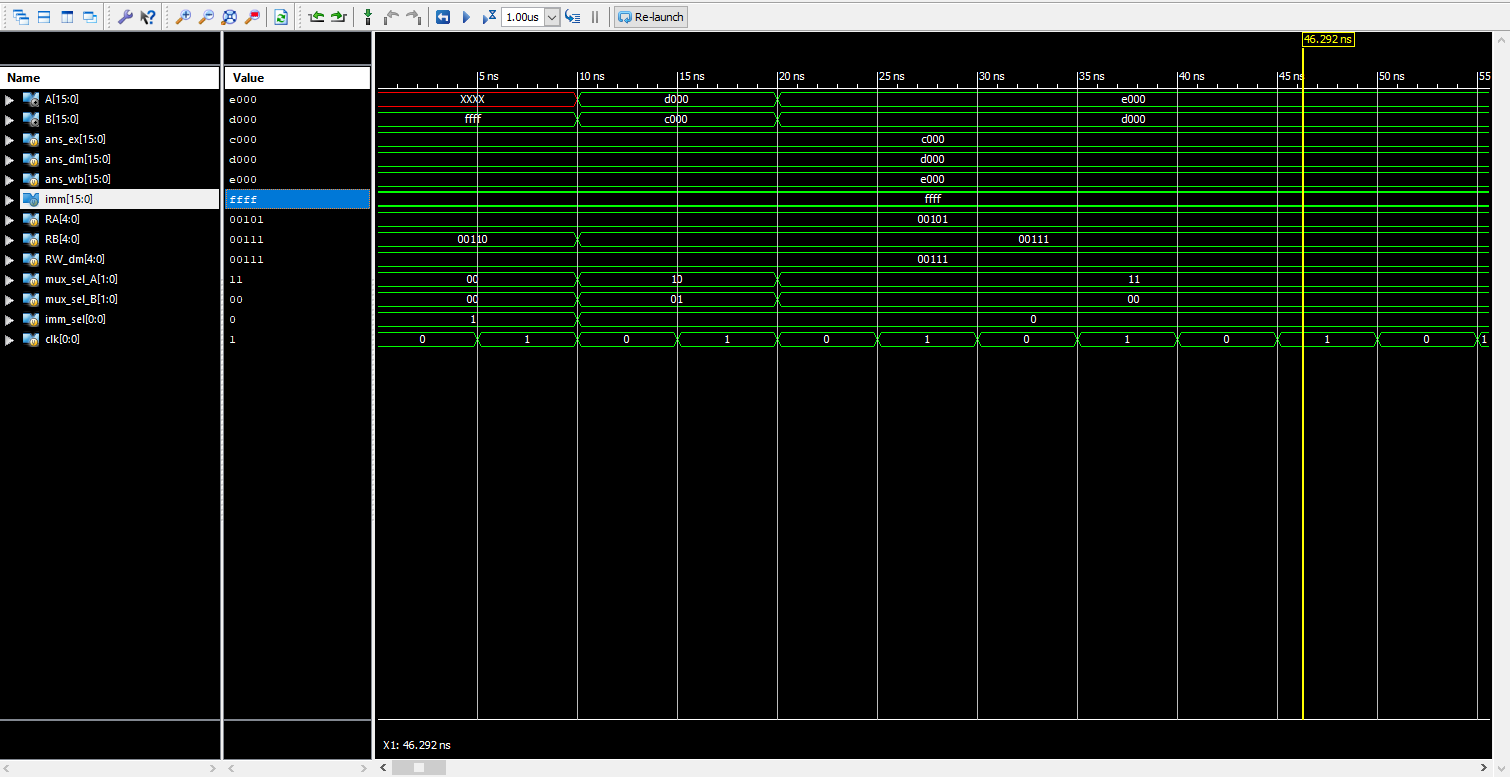 1.00us Re-launch
46.292 ns
Name Value
5 ns 10 ns 15 ns 20 ns 25 ns 30 ns 35 ns 40 ns 45 ns 50 ns 55
A[15:0] e000 XXXX d000 e000
B[15:0] d000 ffff c000 d000
ans_ex[15:0] c000 c000
ans_dm[15:0] d000 d000
ans_wb[15:0] e000 e000
imm[15:0] ffff ffff
RA[4:0] 00101 00101
RB[4:0] 00111 00110 00111
RW_dm[4:0] 00111 00111
mux_sel_A[1:0] 11 00 10 11
mux_sel_B[1:0] 00 00 01 00
imm_sel[0:0] 0 1 0
clk[0:0] 1 0 1 0 1 0 1 0 1 0 1 0 1
X1: 46.292 ns